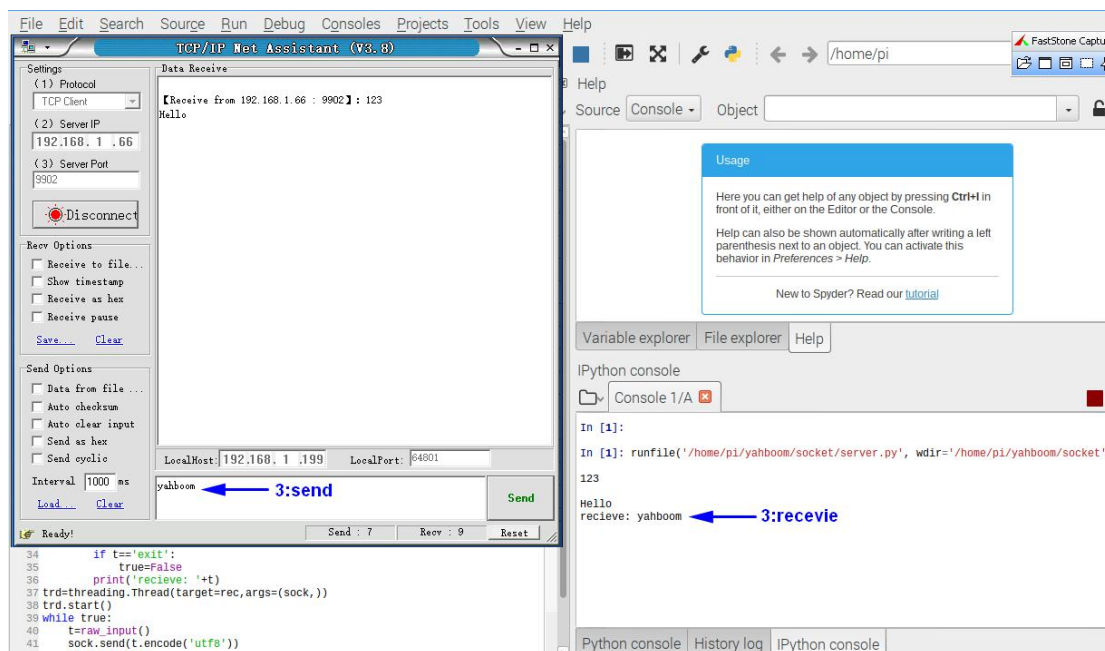 File Edit Search Source Run Debug Consoles Projects Tools View Help
TCP/IP Net Assistant (V3.8)
Settings
(1) Protocol
TCP Client
(2) Server IP
192.168. 1 .66
(3) Server Port
9902
Disconnect
Recv Options
Receive to file...
Show timestamp
Receive as hex
Receive pause
Save... Clear
Send Options
Data from file ...
Auto checksum
Auto clear input
Send as hex
Send cyclic
Interval 1000 ms
Load... Clear
Ready!
Data Receive
【Receive from 192.168.1.66 : 9902】: 123
Hello
LocalHost: 192.168. 1 .199 LocalPort: 64801
yahboom
3:send
Send
Send : 7 Recv : 9 Reset
34 if t=='exit':
35 true=False
36 print('recieve: '+t)
37 trd=threading.Thread(target=rec,args=(sock,))
38 trd.start()
39 while true:
40 t=raw_input()
41 sock.send(t.encode('utf8'))
/home/pi
FastStone Captu
Help
Source Console Object
Usage
Here you can get help of any object by pressing Ctrl+I in
front of it, either on the Editor or the Console.
Help can also be shown automatically after writing a left
parenthesis next to an object. You can activate this
behavior in Preferences > Help.
New to Spyder? Read our tutorial
Variable explorer File explorer Help
IPython console
Console 1/A
In [1]:
In [1]: runfile('/home/pi/yahboom/socket/server.py', wdir='/home/pi/yahboom/socket'
123
Hello
recieve: yahboom
3:recevie
Python console History log IPython console